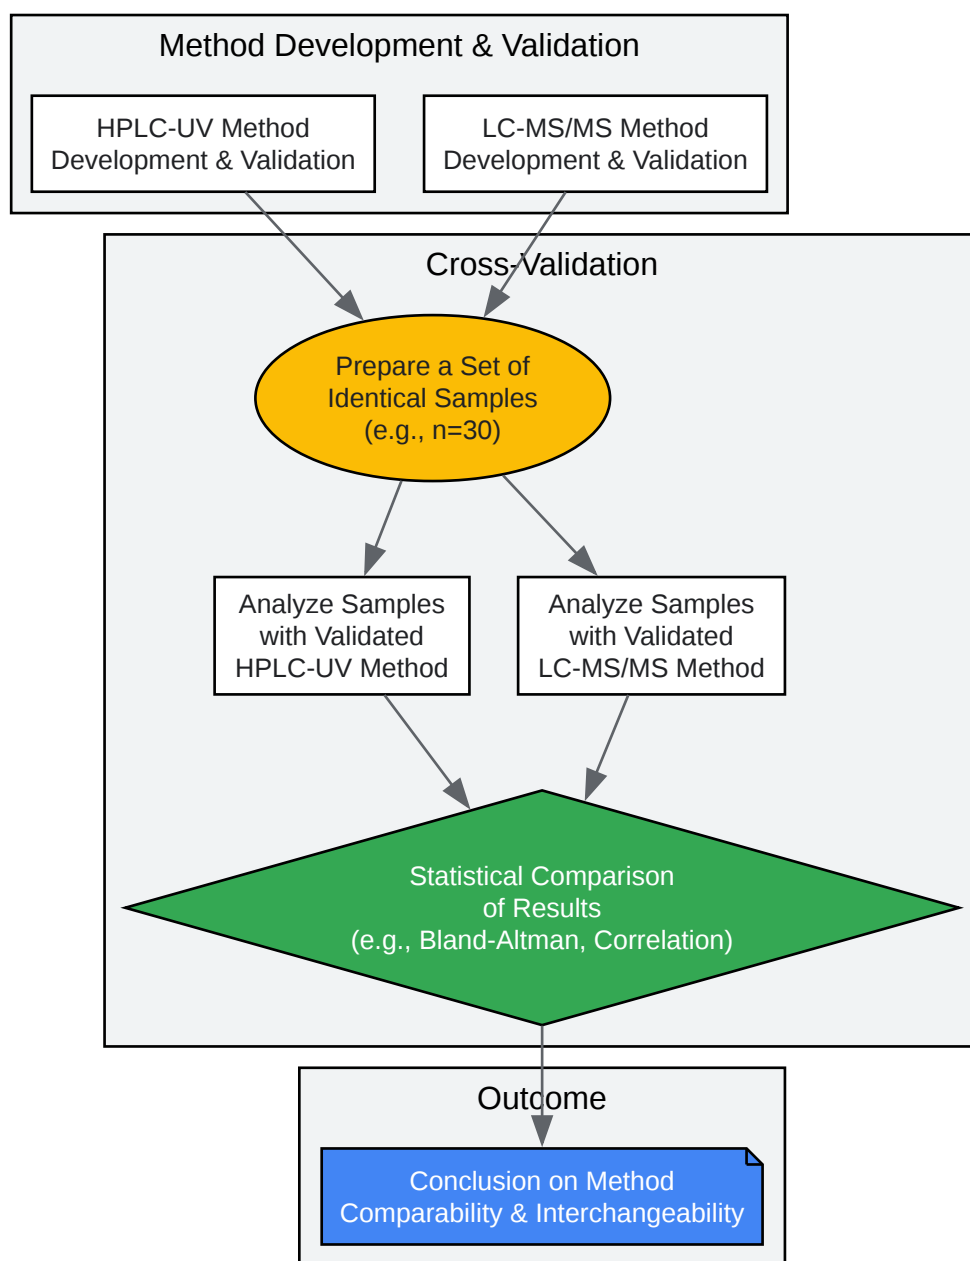 Method Development & Validation
HPLC-UV Method
Development & Validation
LC-MS/MS Method
Development & Validation
Cross-Validation
Prepare a Set of
Identical Samples
(e.g., n=30)
Analyze Samples
with Validated
HPLC-UV Method
Analyze Samples
with Validated
LC-MS/MS Method
Statistical Comparison
of Results
(e.g., Bland-Altman, Correlation)
Outcome
Conclusion on Method
Comparability & Interchangeability